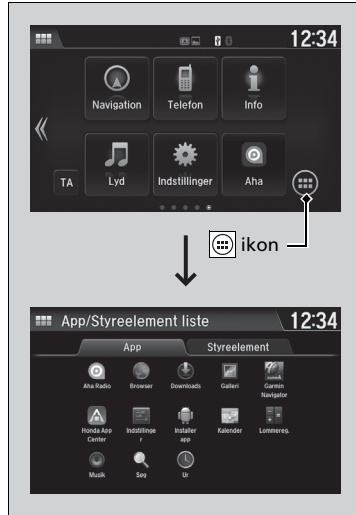 12:34
Navigation Telefon Info
TA Lyd Indstillinger Aha
ikon
App/Styreelement liste 12:34
App Styreelement
Aha Radio Browser Downloads Galleri Garmin
Navigator
Honda App Indstillinge Installer Kalender Lommereg.
Center r app
Musik Søg Ur